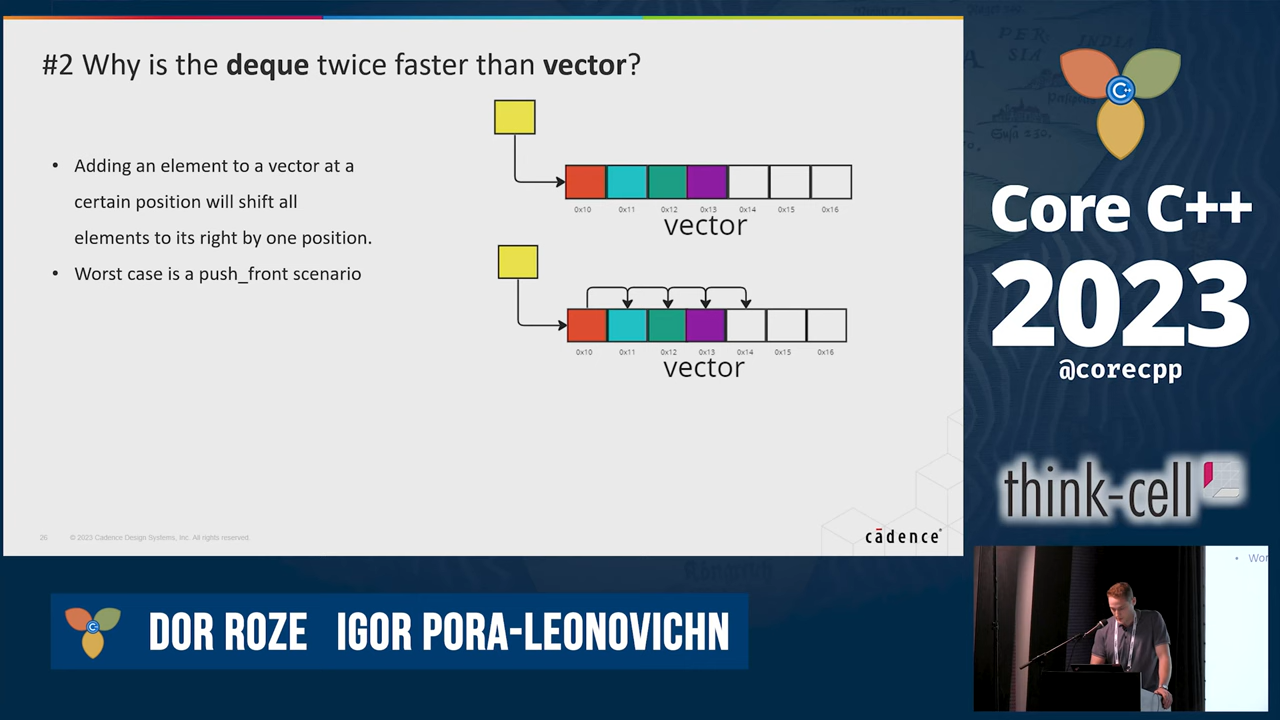 #2 Why is the deque twice faster than vector?
• Adding an element to a vector at a
certain position will shift all
elements to its right by one position.
• Worst case is a push_front scenario
0x10 0x11 0x12 0x13 0x14 0x15 0x16
vector
0x10 0x11 0x12 0x13 0x14 0x15 0x16
vector
26 © 2023 Cadence Design Systems, Inc. All rights reserved.
cādence®
C++
Core C++
2023
@corecpp
think-cell
• Wor
C++
DOR ROZE IGOR PORA-LEONOVICHN